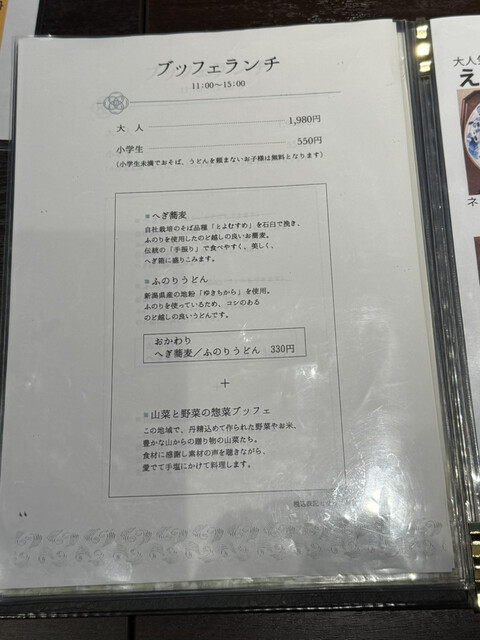 ブッフェランチ
11:00～15:00
大 人 1,980円
小学生 550円
(小学生未満でおそば、うどんを頼まないお子様は無料となります)
※へぎ蕎麦
自社栽培のそば品種「とよむすめ」を石臼で挽き、
ふのりを使用したのど越しの良いお蕎麦。
伝統の「手振り」で食べやすく、美しく、
へぎ箱に盛りこみます。
※ふのりうどん
新潟県産の地粉「ゆきちから」を使用。
ふのりを使っているため、コシのある
のど越しの良いうどんです。
おかわり
へぎ蕎麦／ふのりうどん 330円
＋
※山菜と野菜の惣菜ブッフェ
この地域で、丹精込めて作られた野菜やお米、
豊かな山からの贈り物の山菜たち。
食材に感謝し素材の声を聴きながら、
愛でて手塩にかけて料理します。
大人
え
ネ